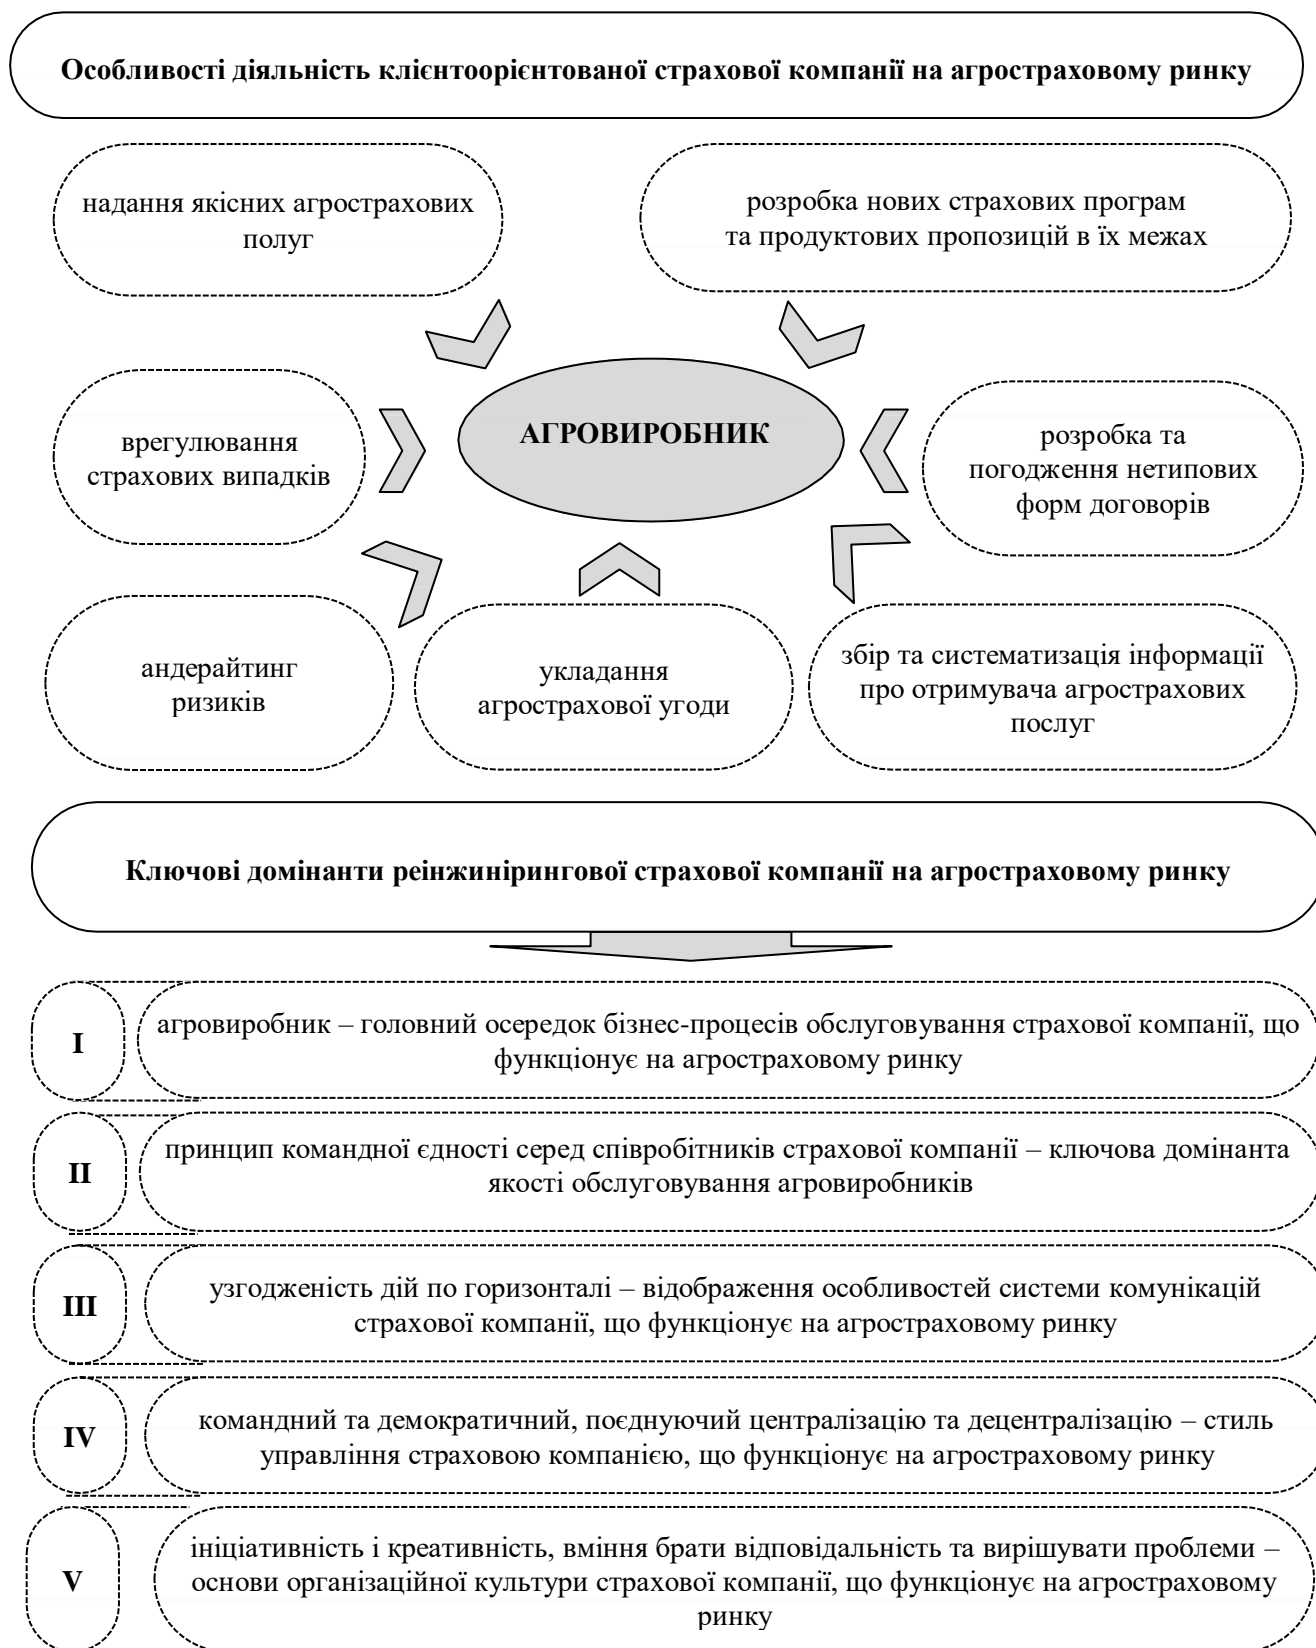 Особливості діяльність клієнтоорієнтованої страхової компанії на агростраховому ринку
надання якісних агрострахових
полуг
розробка нових страхових програм
та продуктових пропозицій в їх межах
АГРОВИРОБНИК
врегулювання
страхових випадків
розробка та
погодження нетипових
форм договорів
андерайтинг
ризиків
укладання
агрострахової угоди
збір та систематизація інформації
про отримувача агрострахових
послуг
Ключові домінанти реінжинірингової страхової компанії на агростраховому ринку
I
агровиробник – головний осередок бізнес-процесів обслуговування страхової компанії, що
функціонує на агростраховому ринку
II
принцип командної єдності серед співробітників страхової компанії – ключова домінанта
якості обслуговування агровиробників
III
узгодженість дій по горизонталі – відображення особливостей системи комунікацій
страхової компанії, що функціонує на агростраховому ринку
IV
командний та демократичний, поєднуючий централізацію та децентралізацію – стиль
управління страховою компанією, що функціонує на агростраховому ринку
V
ініціативність і креативність, вміння брати відповідальність та вирішувати проблеми –
основи організаційної культури страхової компанії, що функціонує на агростраховому
ринку